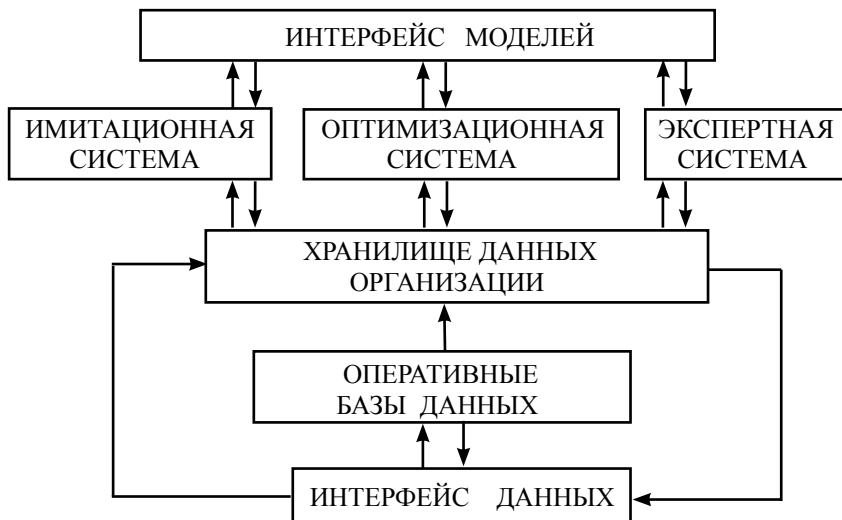 ИНТЕРФЕЙС МОДЕЛЕЙ
ИМИТАЦИОННАЯ
СИСТЕМА
ОПТИМИЗАЦИОННАЯ
СИСТЕМА
ЭКСПЕРТНАЯ
СИСТЕМА
ХРАНИЛИЩЕ ДАННЫХ
ОРГАНИЗАЦИИ
ОПЕРАТИВНЫЕ
БАЗЫ ДАННЫХ
ИНТЕРФЕЙС ДАННЫХ